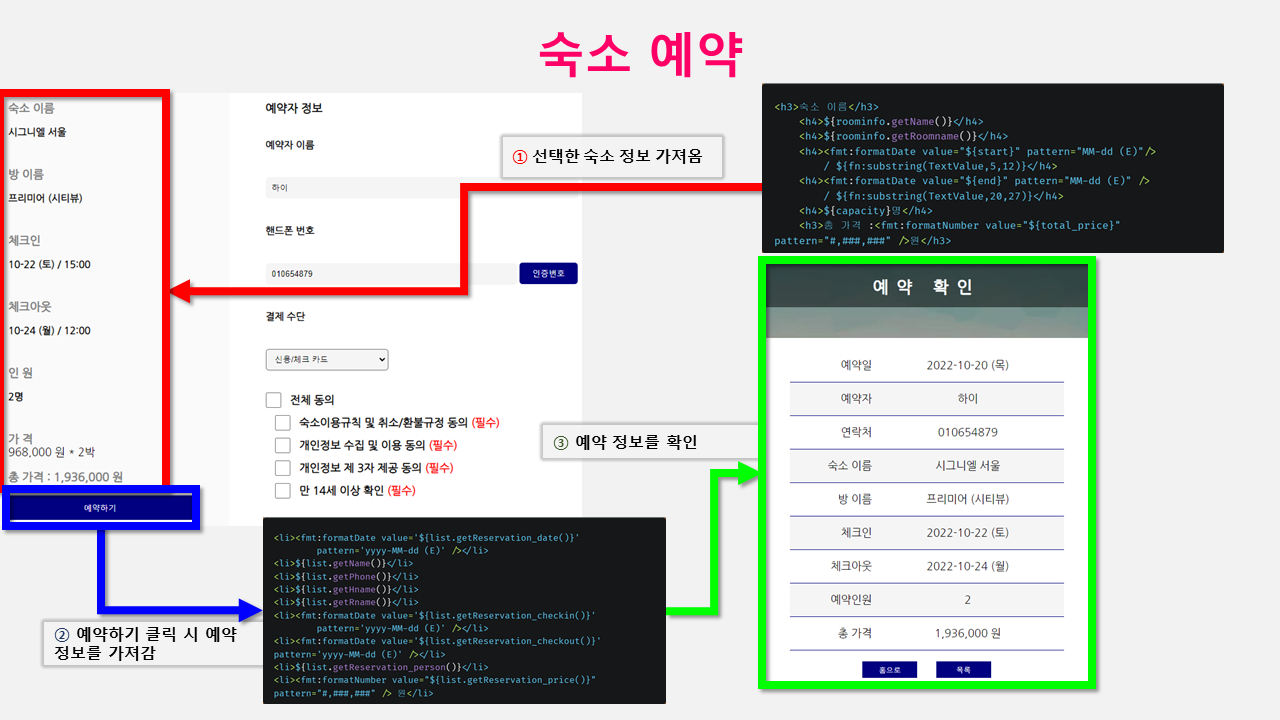 숙소 예약
숙소 이름
시그니엘 서울
방 이름
프리미어 (시티뷰)
체크인
10-22 (토) / 15:00
체크아웃
10-24 (월) / 12:00
인 원
2명
가 격
968,000 원 * 2박
총 가격 : 1,936,000 원
예약하기
예약자 정보
예약자 이름
하이
핸드폰 번호
010654879
인증번호
결제 수단
신용/체크 카드
전체 동의
숙소이용규칙 및 취소/환불규정 동의 (필수)
개인정보 수집 및 이용 동의 (필수)
개인정보 제 3자 제공 동의 (필수)
만 14세 이상 확인 (필수)
① 선택한 숙소 정보 가져옴
<h3>숙소 이름</h3>
<h4>${roominfo.getName()}</h4>
<h4>${roominfo.getRoomname()}</h4>
<h4><fmt:formatDate value="${start}" pattern="MM-dd (E)"/>
/ ${fn:substring(TextValue,5,12)}</h4>
<h4><fmt:formatDate value="${end}" pattern="MM-dd (E)" />
/ ${fn:substring(TextValue,20,27)}</h4>
<h4>${capacity}명</h4>
<h3>총 가격 :<fmt:formatNumber value="${total_price}"
pattern="#,###,###" />원</h3>
② 예약하기 클릭 시 예약
정보를 가져감
<li><fmt:formatDate value='${list.getReservation_date()}'
pattern='yyyy-MM-dd (E)' /></li>
<li>${list.getName()}</li>
<li>${list.getPhone()}</li>
<li>${list.getHname()}</li>
<li>${list.getRname()}</li>
<li><fmt:formatDate value='${list.getReservation_checkin()}'
pattern='yyyy-MM-dd (E)' /></li>
<li><fmt:formatDate value='${list.getReservation_checkout()}'
pattern='yyyy-MM-dd (E)' /></li>
<li>${list.getReservation_person()}</li>
<li><fmt:formatNumber value="${list.getReservation_price()}"
pattern="#,###,###" /> 원</li>
③ 예약 정보를 확인
예약 확인
예약일 2022-10-20 (목)
예약자 하이
연락처 010654879
숙소 이름 시그니엘 서울
방 이름 프리미어 (시티뷰)
체크인 2022-10-22 (토)
체크아웃 2022-10-24 (월)
예약인원 2
총 가격 1,936,000 원
홈으로 목록